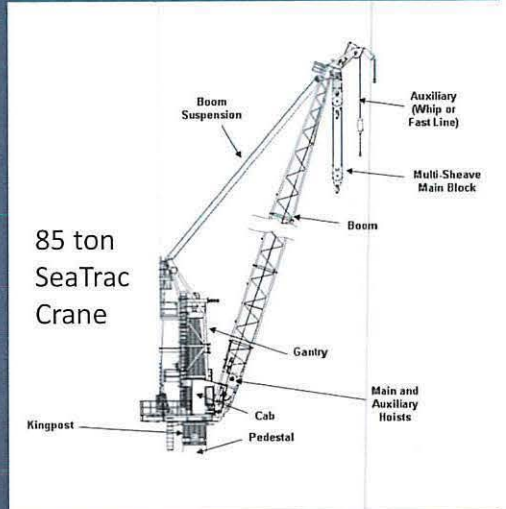 Boom
Suspension
Auxiliary
(Whip or
Fast Line)
Multi-Sheave
Main Block
Boom
85 ton
SeaTrac
Crane
Gantry
Main and
Auxiliary
Hoists
Cab
Kingpost
Pedestal